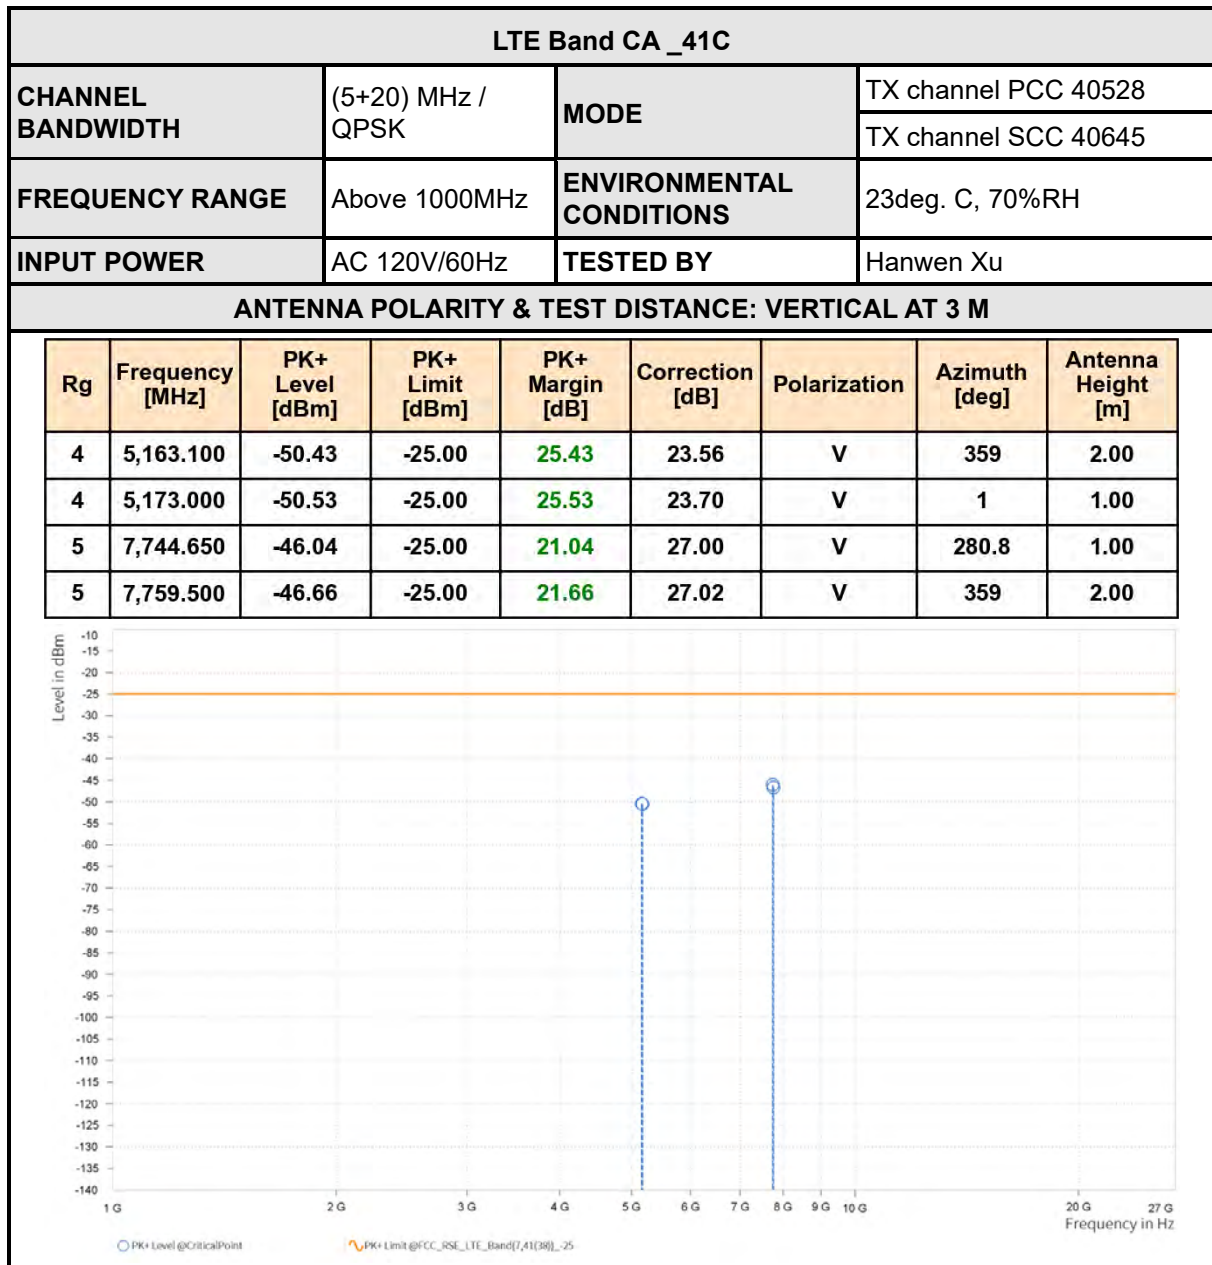 LTE Band CA _41C
CHANNEL BANDWIDTH (5+20) MHz / QPSK MODE TX channel PCC 40528
TX channel SCC 40645
FREQUENCY RANGE Above 1000MHz ENVIRONMENTAL CONDITIONS 23deg. C, 70%RH
INPUT POWER AC 120V/60Hz TESTED BY Hanwen Xu
ANTENNA POLARITY & TEST DISTANCE: VERTICAL AT 3 M
Rg Frequency [MHz] PK+ Level [dBm] PK+ Limit [dBm] PK+ Margin [dB] Correction [dB] Polarization Azimuth [deg] Antenna Height [m]
4 5,163.100 -50.43 -25.00 25.43 23.56 V 359 2.00
4 5,173.000 -50.53 -25.00 25.53 23.70 V 1 1.00
5 7,744.650 -46.04 -25.00 21.04 27.00 V 280.8 1.00
5 7,759.500 -46.66 -25.00 21.66 27.02 V 359 2.00
Level in dBm
-10
-15
-20
-25
-30
-35
-40
-45
-50
-55
-60
-65
-70
-75
-80
-85
-90
-95
-100
-105
-110
-115
-120
-125
-130
-135
-140
1 G 2 G 3 G 4 G 5 G 6 G 7 G 8 G 9 G 10 G 20 G 27 G
Frequency in Hz
PK+ Level @CriticalPoint PK+ Limit @FCC_RSE_LTE_Band(7,41(38))_-25